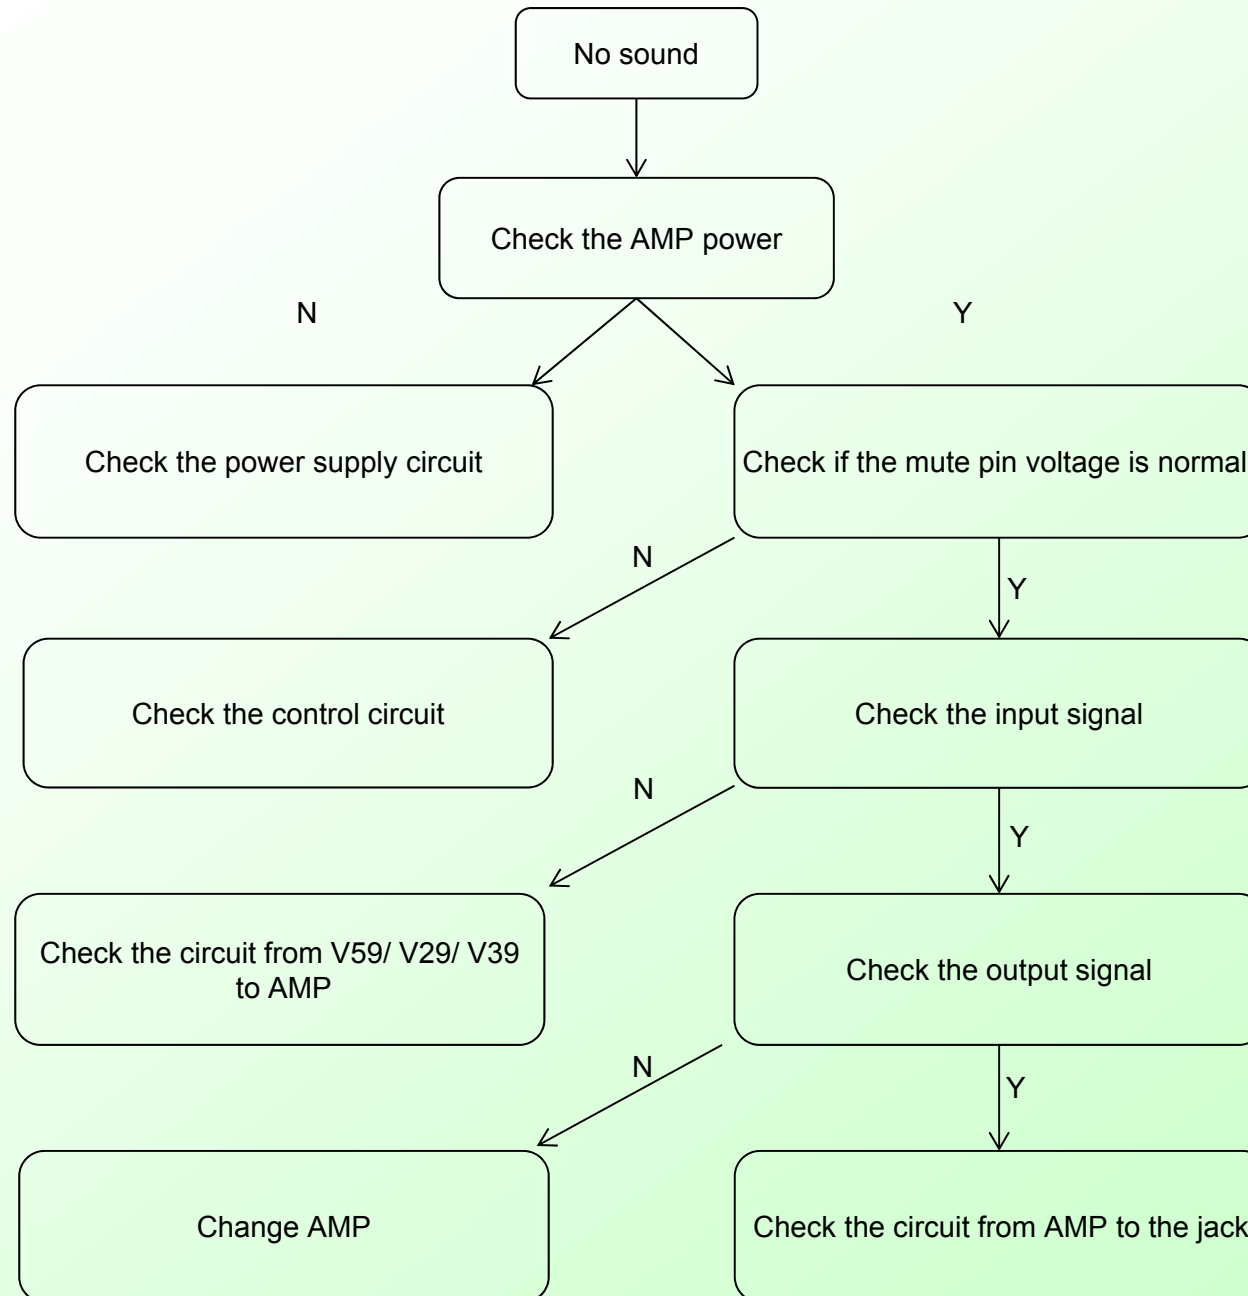 No sound
Check the AMP power
N
Y
Check the power supply circuit
Check if the mute pin voltage is normal
N
Y
Check the control circuit
Check the input signal
N
Y
Check the circuit from V59/ V29/ V39
to AMP
Check the output signal
N
Y
Change AMP
Check the circuit from AMP to the jack